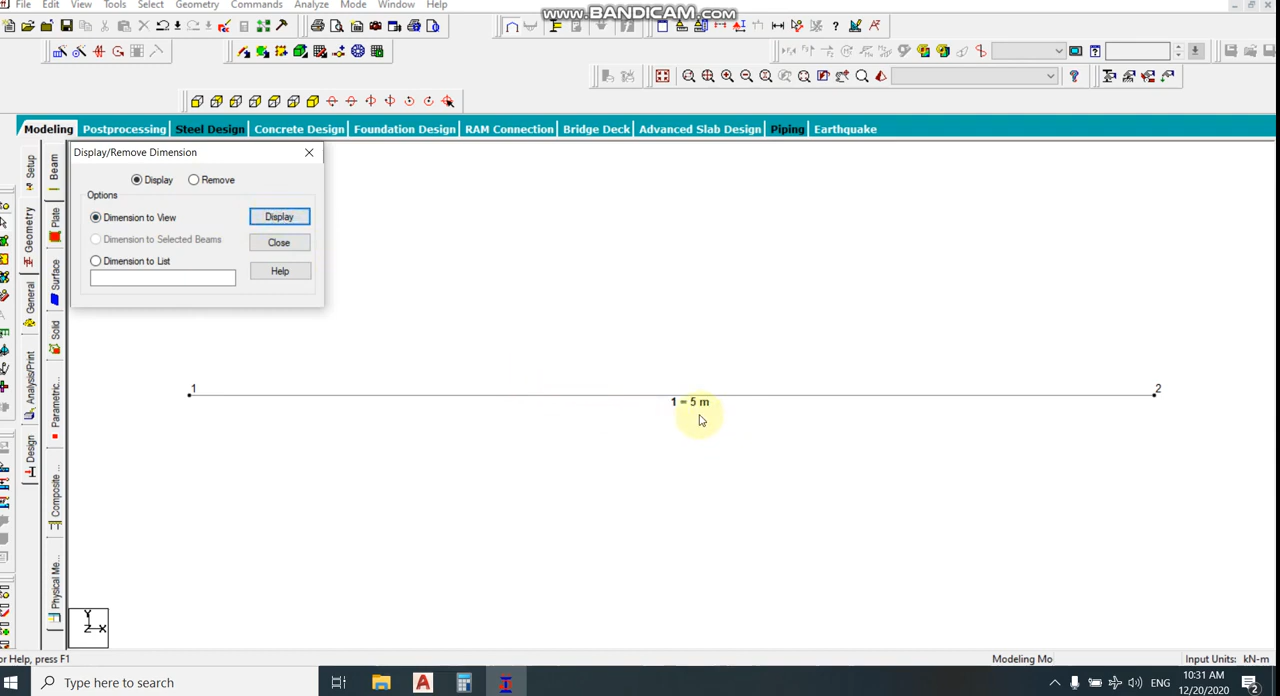 File Edit View Tools Select Geometry Commands Analyze Mode Window Help
www.BANDICAM.com
Modeling Postprocessing Steel Design Concrete Design Foundation Design RAM Connection Bridge Deck Advanced Slab Design Piping Earthquake
Display/Remove Dimension
Display Remove
Options
Dimension to View Display
Dimension to Selected Beams Close
Dimension to List Help
Setup
Geometry
General
Analysis/Print
Design
Beam
Plate
Surface
Solid
Parametric...
Composite ...
Physical Me...
1
2
1 = 5 m
Y
Z X
or Help, press F1 Modeling Mo Input Units: kN-m
Type here to search
ENG
10:31 AM
12/20/2020
2